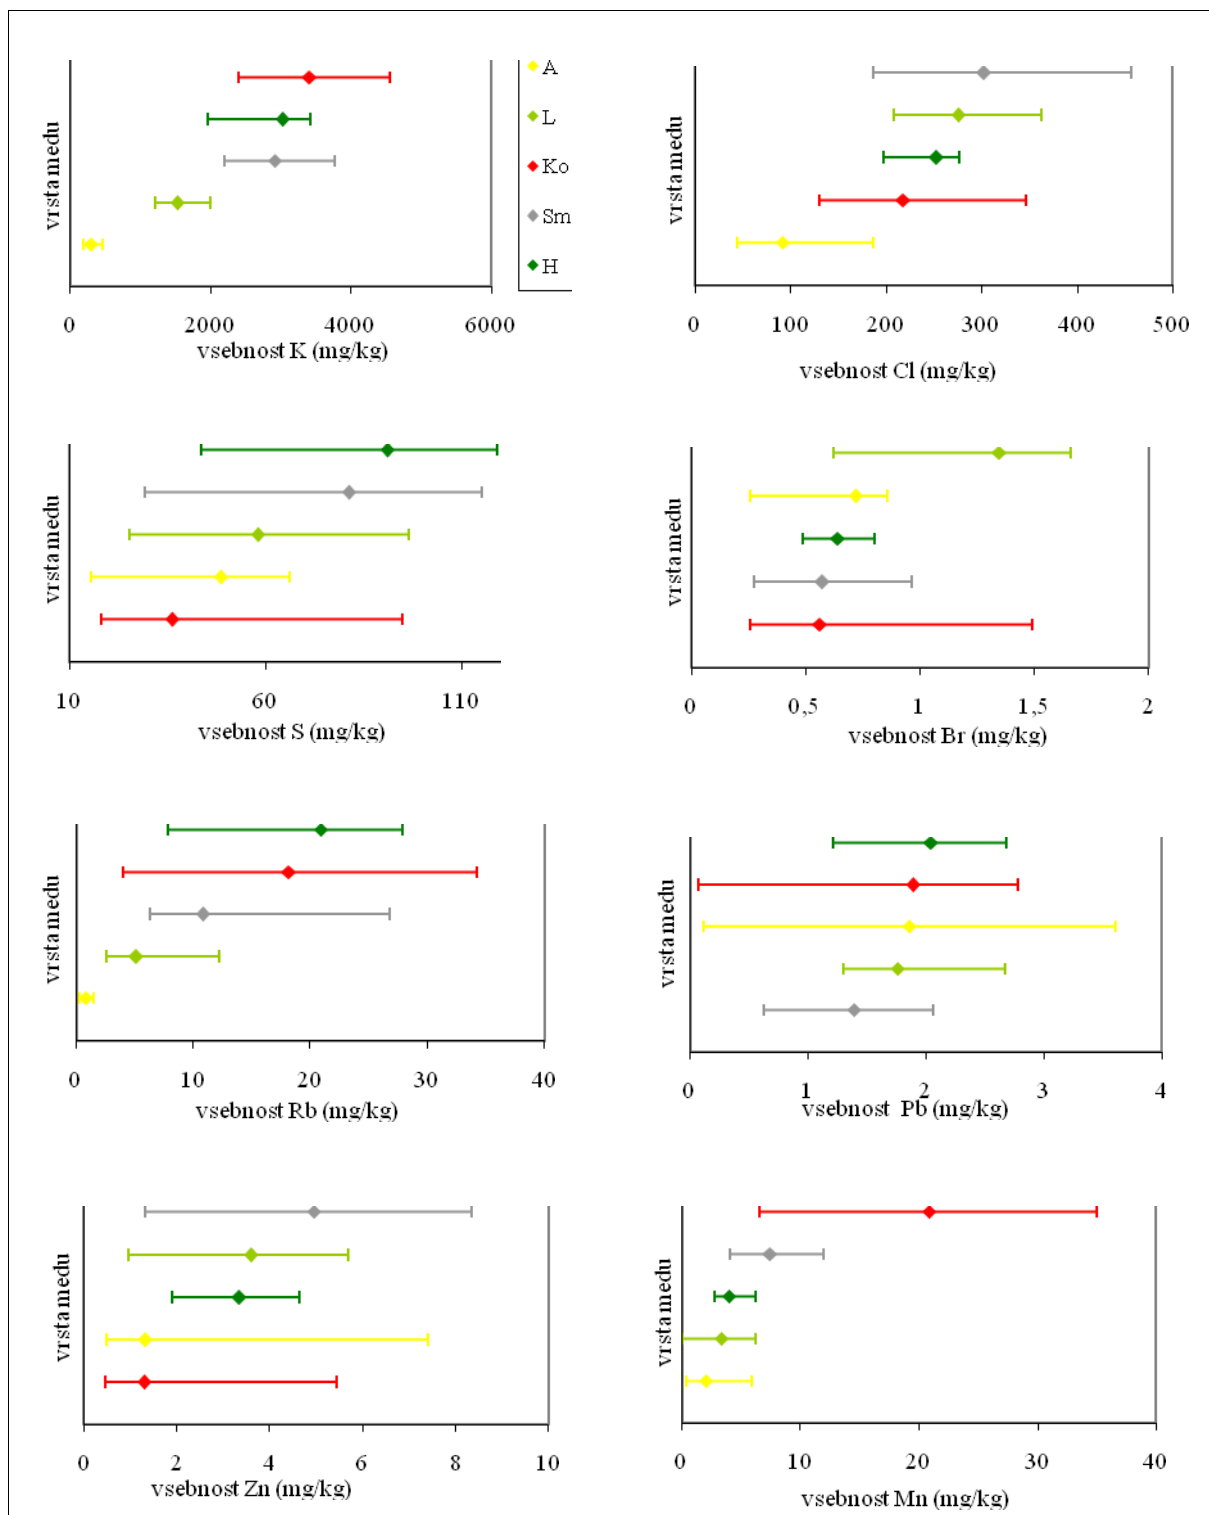 vrsta medu
A
L
Ko
Sm
H
0 2000 4000 6000
vsebnost K (mg/kg)
vrsta medu
0 100 200 300 400 500
vsebnost Cl (mg/kg)
vrsta medu
10 60 110
vsebnost S (mg/kg)
vrsta medu
0 0,5 1 1,5 2
vsebnost Br (mg/kg)
vrsta medu
0 10 20 30 40
vsebnost Rb (mg/kg)
vrsta medu
0 1 2 3 4
vsebnost Pb (mg/kg)
vrsta medu
0 2 4 6 8 10
vsebnost Zn (mg/kg)
vrsta medu
0 10 20 30 40
vsebnost Mn (mg/kg)